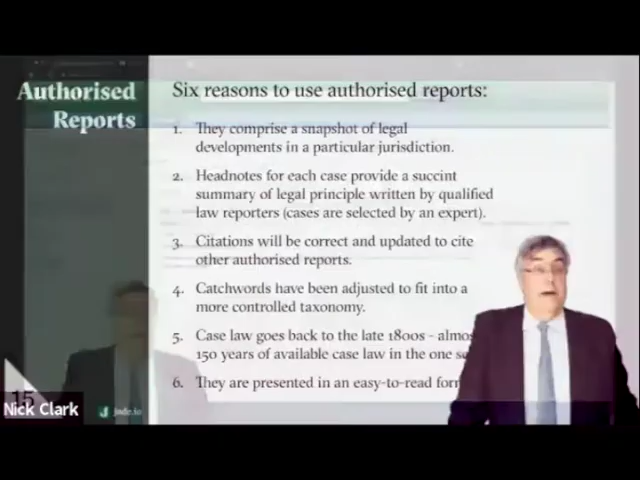 Authorised
Reports
Six reasons to use authorised reports:
1. They comprise a snapshot of legal
developments in a particular jurisdiction.
2. Headnotes for each case provide a succint
summary of legal principle written by qualified
law reporters (cases are selected by an expert).
3. Citations will be correct and updated to cite
other authorised reports.
4. Catchwords have been adjusted to fit into a
more controlled taxonomy.
5. Case law goes back to the late 1800s - almo
150 years of available case law in the one
6. They are presented in an easy-to-read for
15
Nick Clark
jade.io